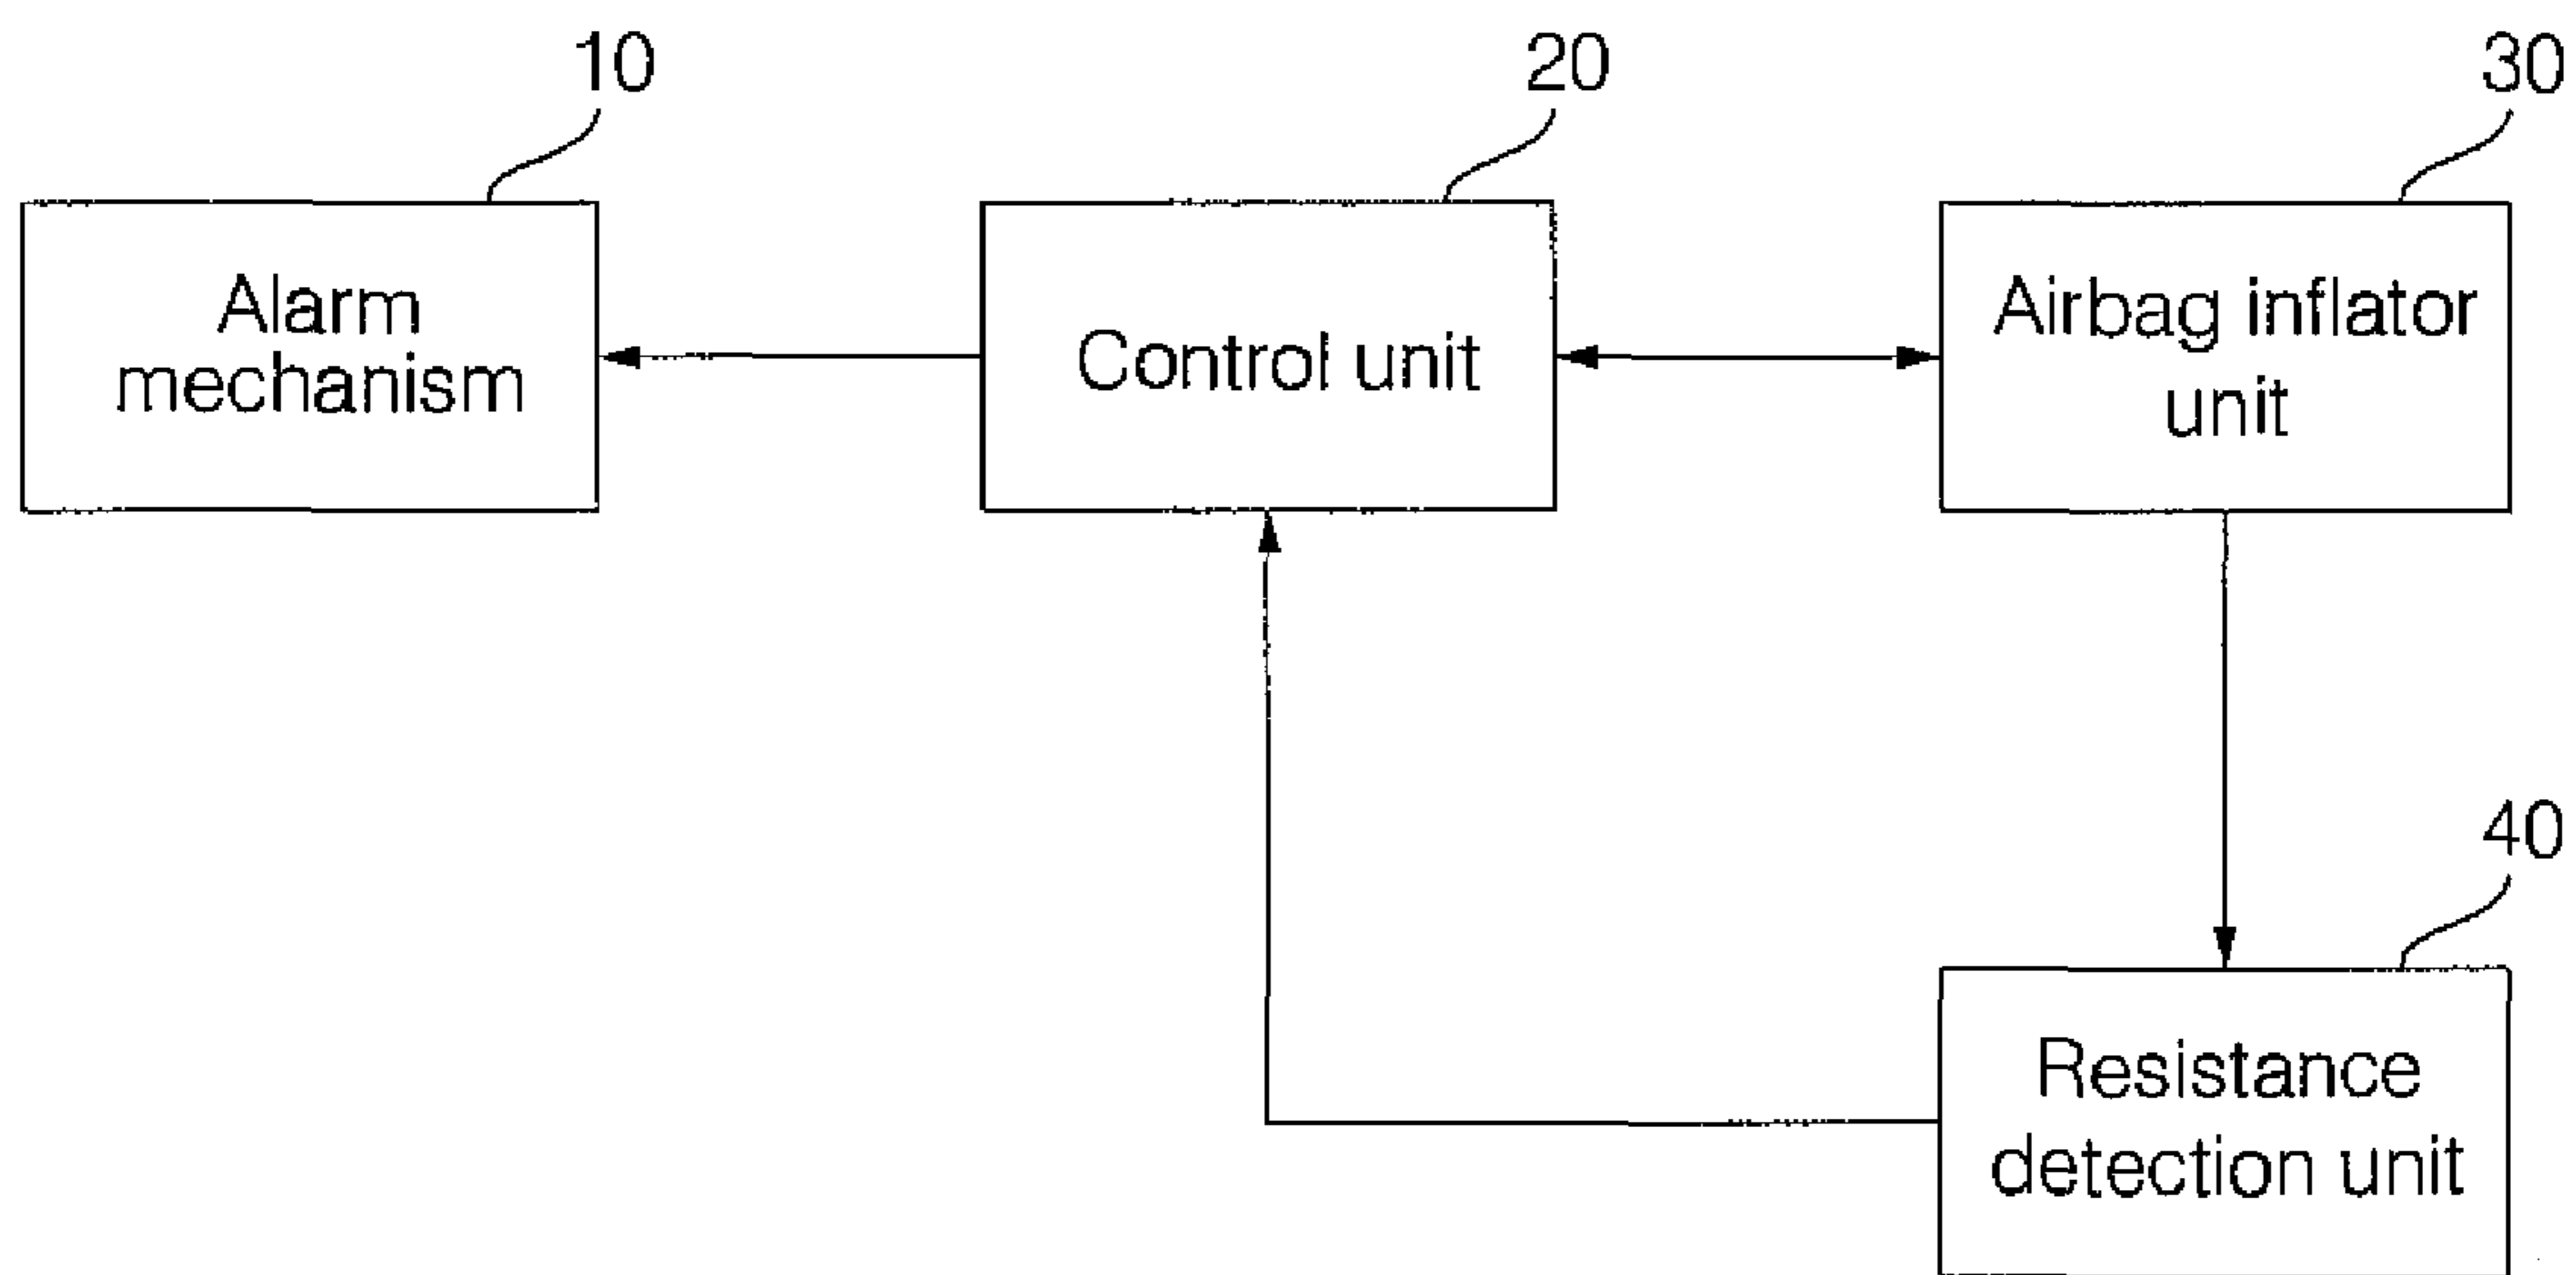 10
20
30
Alarm
mechanism
Control unit
Airbag inflator
unit
40
Resistance
detection unit